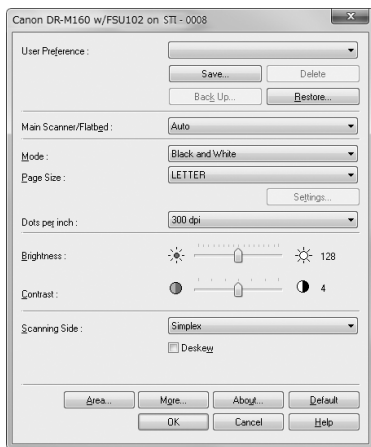 Canon DR-M160 w/FSU102 on STI - 0008
User Preference :
Save... Delete
Back Up... Restore...
Main Scanner/Flatbed : Auto
Mode : Black and White
Page Size : LETTER
Settings...
Dots per inch : 300 dpi
Brightness : 128
Contrast : 4
Scanning Side : Simplex
Deskew
Area... More... About... Default
OK Cancel Help